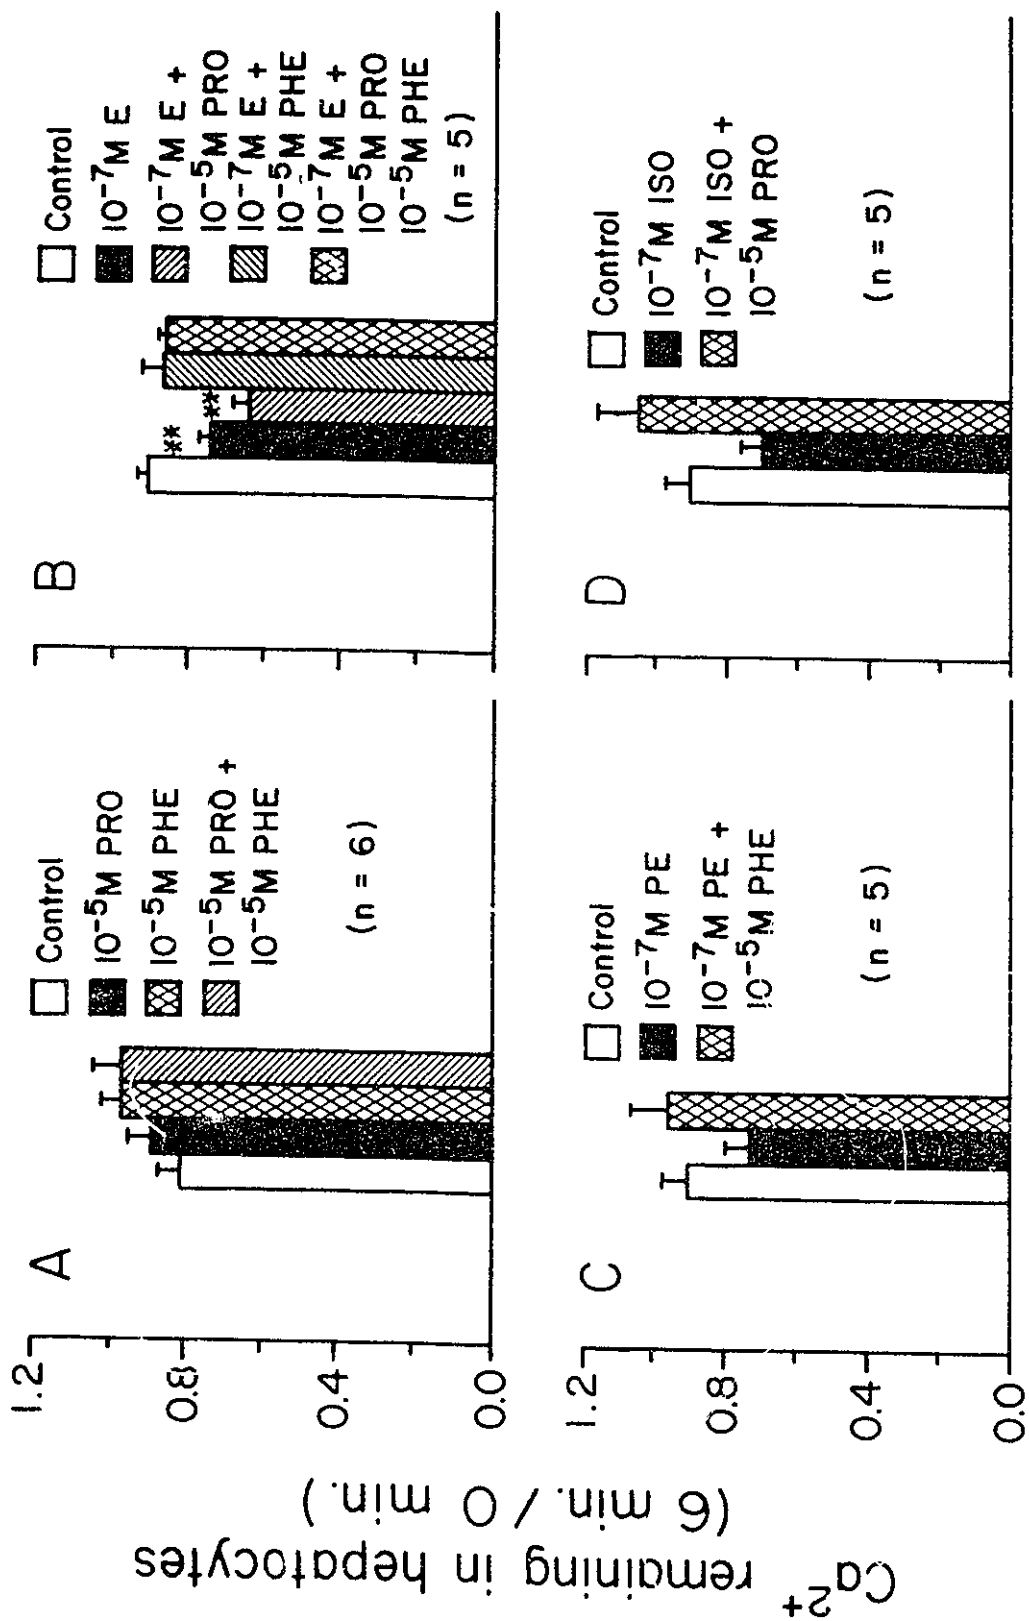 Ca2+ remaining in hepatocytes
(6 min./0 min.)
A
1.2
0.8
0.4
0.0
Control
10-5M PRO
10-5M PHE
10-5M PRO +
10-5M PHE
(n = 6)
B
Control
10-7M E
10-7M E +
10-5M PRO
10-7M E +
10-5M PHE
10-7M E +
10-5M PRO
10-5M PHE
(n = 5)
**
**
C
1.2
0.8
0.4
0.0
Control
10-7M PE
10-7M PE +
10-5M PHE
(n = 5)
D
Control
10-7M ISO
10-7M ISO +
10-5M PRO
(n = 5)